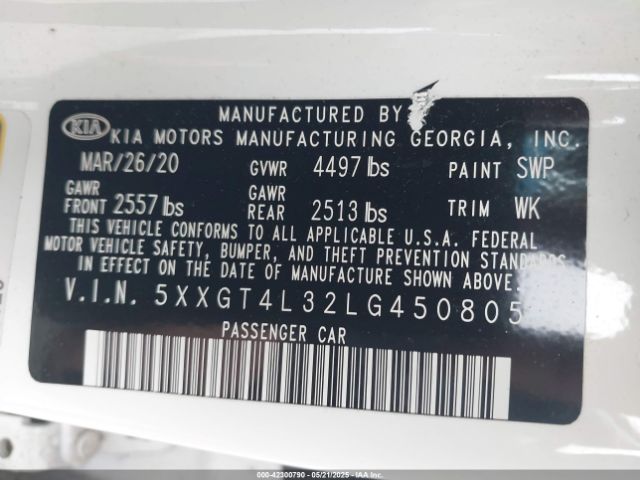 MANUFACTURED BY
KIA KIA MOTORS MANUFACTURING GEORGIA, INC.
MAR/26/20 GVWR 4497 lbs PAINT SWP
GAWR FRONT 2557 lbs GAWR REAR 2513 lbs TRIM WK
THIS VEHICLE CONFORMS TO ALL APPLICABLE U.S.A. FEDERAL
MOTOR VEHICLE SAFETY, BUMPER, AND THEFT PREVENTION STANDARDS
IN EFFECT ON THE DATE OF MANUFACTURE SHOWN ABOVE.
V.I.N. 5XXGT4L32LG450805
PASSENGER CAR
000-42300790 — 05/21/2025 — IAAI.COM